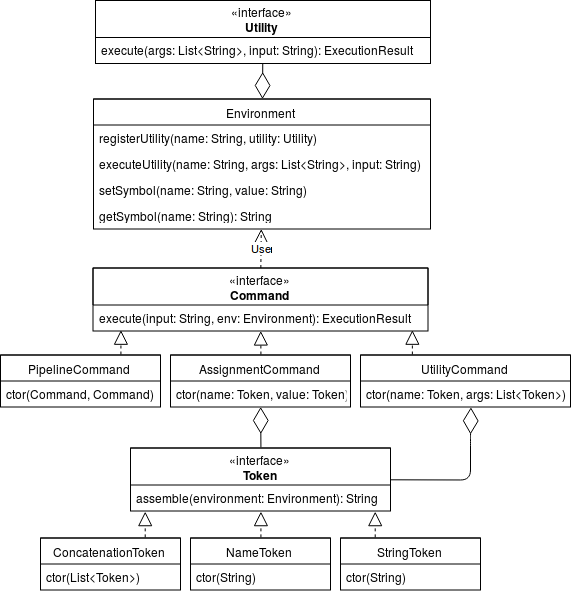 «interface»
Utility
execute(args: List<String>, input: String): ExecutionResult
Environment
registerUtility(name: String, utility: Utility)
executeUtility(name: String, args: List<String>, input: String)
setSymbol(name: String, value: String)
getSymbol(name: String): String
Use
«interface»
Command
execute(input: String, env: Environment): ExecutionResult
PipelineCommand
AssignmentCommand
UtilityCommand
ctor(Command, Command)
ctor(name: Token, value: Token)
ctor(name: Token, args: List<Token>)
«interface»
Token
assemble(environment: Environment): String
ConcatenationToken
NameToken
StringToken
ctor(List<Token>)
ctor(String)
ctor(String)